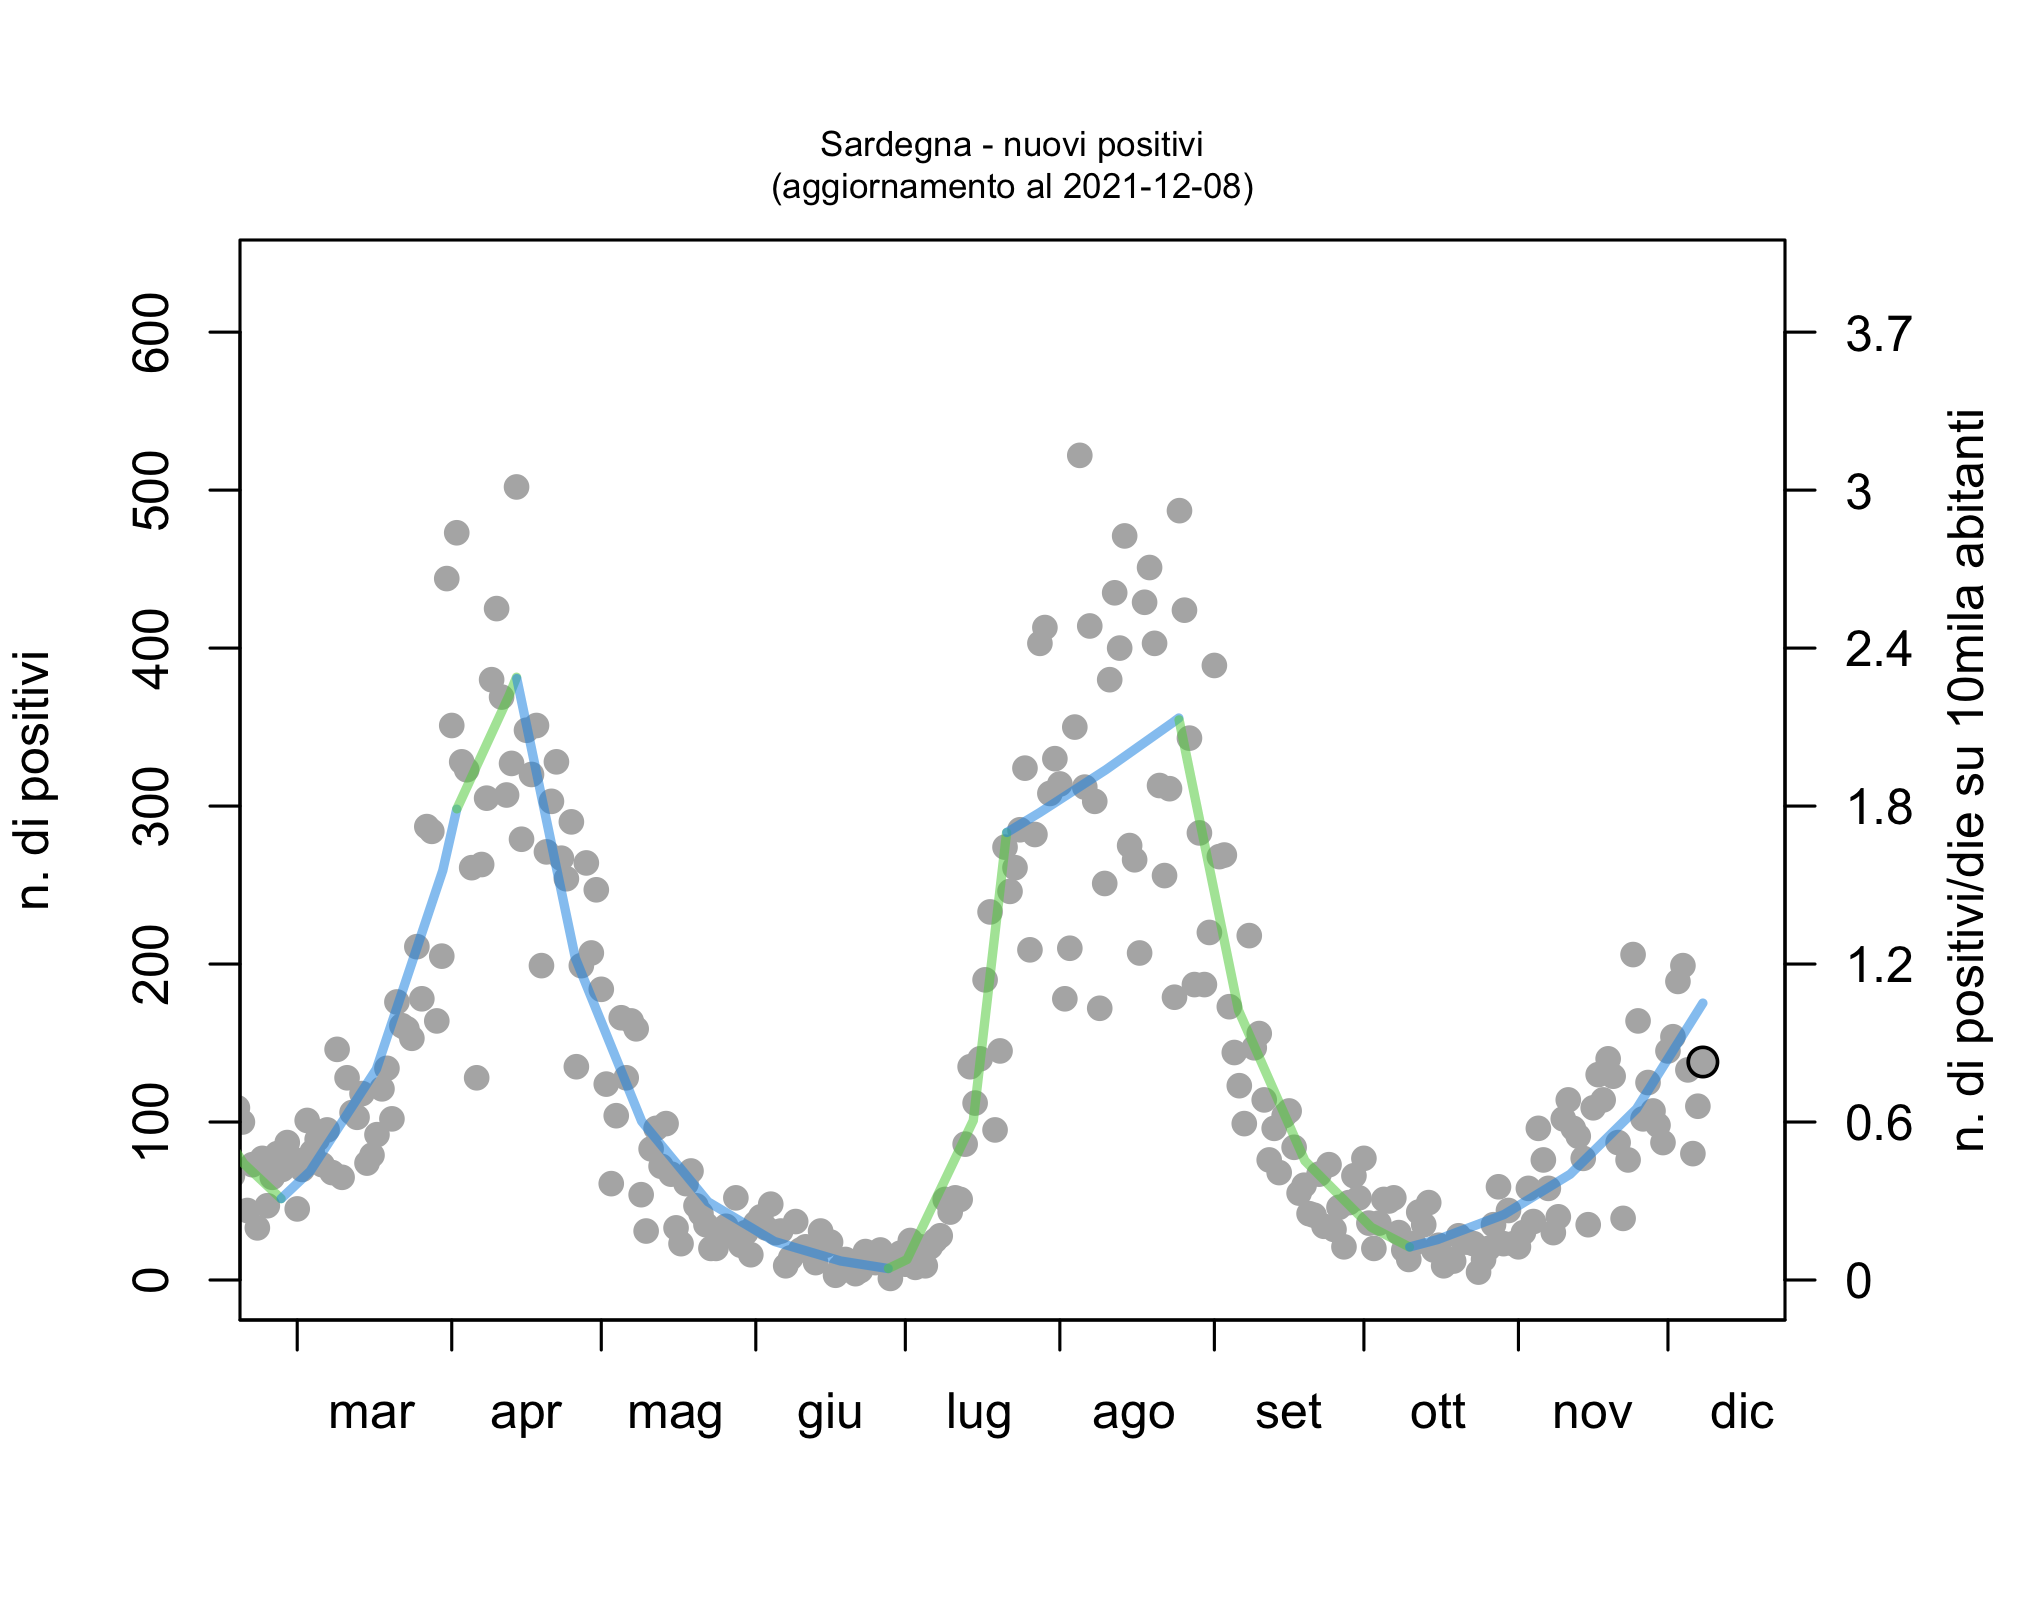 Sardegna - nuovi positivi
(aggiornamento al 2021-12-08)
n. di positivi
600
500
400
300
200
100
0
3.7
3
2.4
1.8
1.2
0.6
0
n. di positivi/die su 10mila abitanti
mar apr mag giu lug ago set ott nov dic